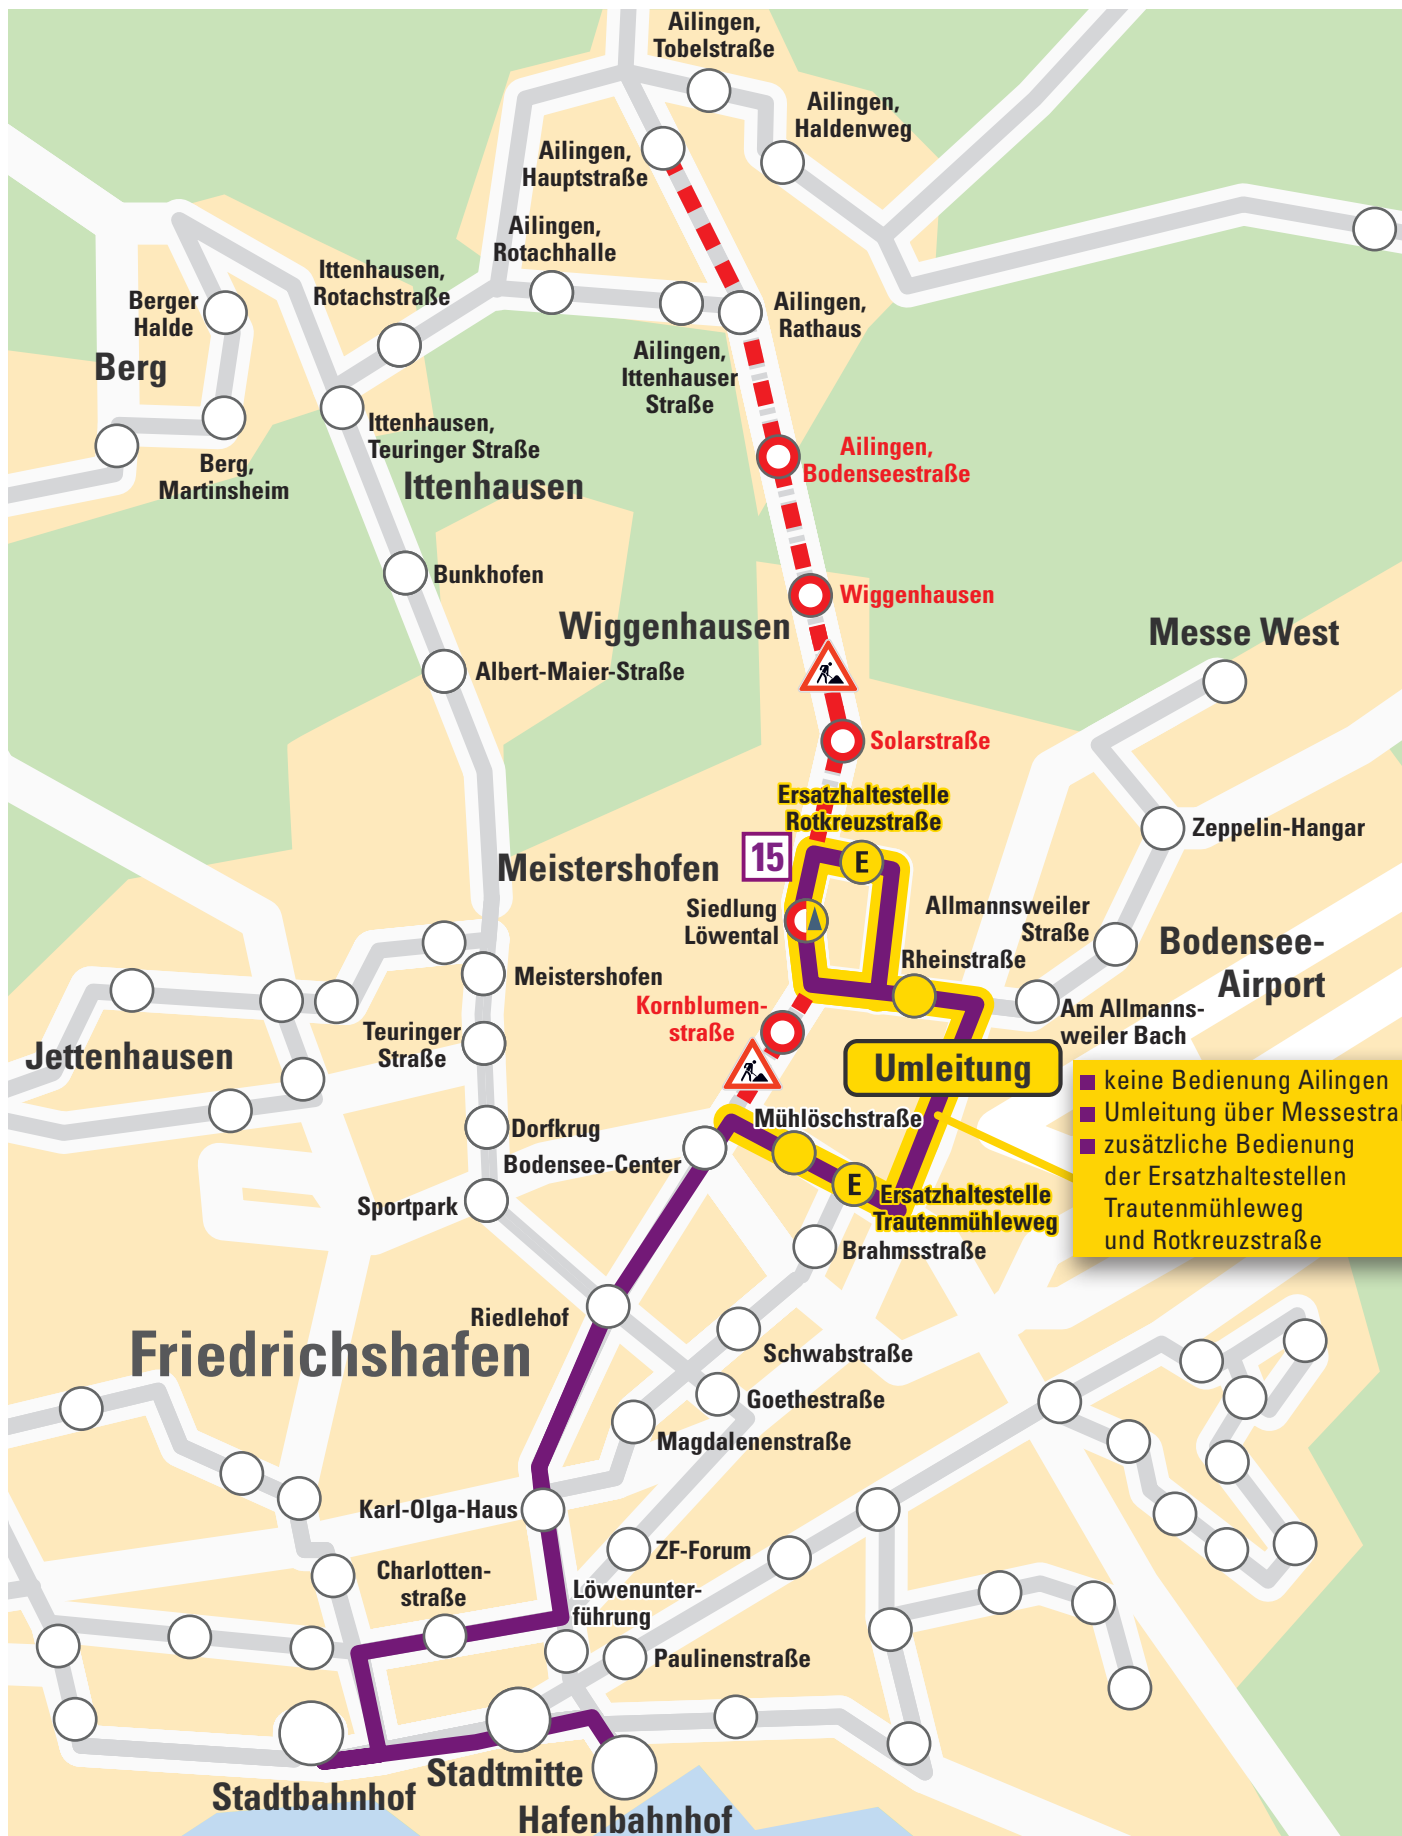 Ailingen,
Tobelstraße
Ailingen,
Haldenweg
Ailingen,
Hauptstraße
Ailingen,
Rotachhalle
Ittenhausen,
Rotachstraße
Berger
Halde
Ailingen,
Rathaus
Berg
Ailingen,
Ittenhauser
Straße
Ittenhausen,
Teuringer Straße
Ailingen,
Bodenseestraße
Berg,
Martinsheim
Ittenhausen
Bunkhofen
Wiggenhausen
Wiggenhausen
Messe West
Albert-Maier-Straße
Solarstraße
Ersatzhaltestelle
Rotkreuzstraße
Zeppelin-Hangar
15
Meistershofen
E
Siedlung
Löwental
Allmannsweiler
Straße
Bodensee-
Airport
Rheinstraße
Meistershofen
Kornblumen-
straße
Am Allmanns-
weiler Bach
Teuringer
Straße
Jettenhausen
Umleitung
keine Bedienung Ailingen
Umleitung über Messestra
zusätzliche Bedienung
der Ersatzhaltestellen
Trautenmühleweg
und Rotkreuzstraße
Mühlöschstraße
Dorfkrug
Bodensee-Center
E
Ersatzhaltestelle
Trautenmühleweg
Sportpark
Brahmsstraße
Riedlehof
Friedrichshafen
Schwabstraße
Goethestraße
Magdalenenstraße
Karl-Olga-Haus
ZF-Forum
Charlotten-
straße
Löwenunter-
führung
Paulinenstraße
Stadtbahnhof
Stadtmitte
Hafenbahnhof